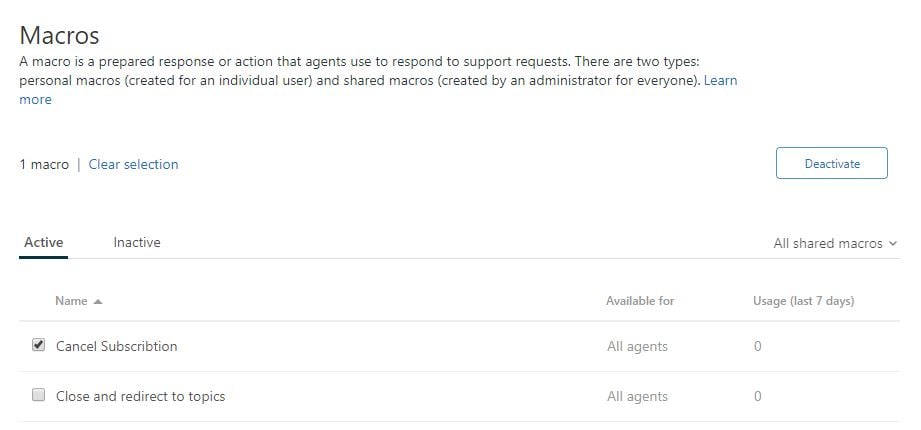 Macros
A macro is a prepared response or action that agents use to respond to support requests. There are two types:
personal macros (created for an individual user) and shared macros (created by an administrator for everyone). Learn
more
1 macro | Clear selection
Deactivate
Active Inactive All shared macros
Name Available for Usage (last 7 days)
Cancel Subscribtion All agents 0
Close and redirect to topics All agents 0